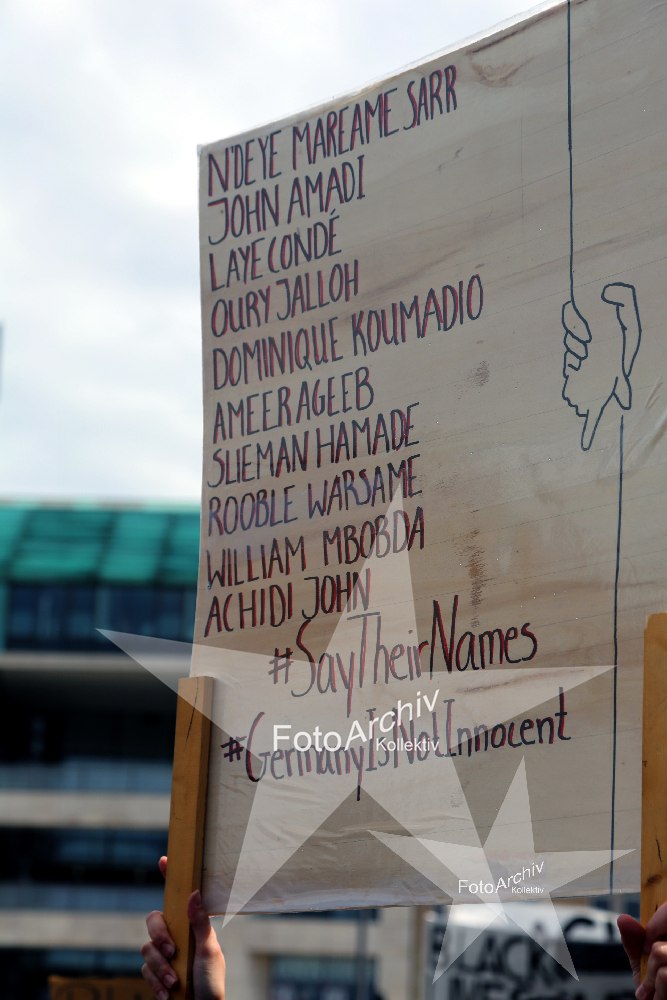 N'DEYE MAREAME SARR
JOHN AMADI
LAYE CONDÉ
OURY JALLOH
DOMINIQUE KOUMADIO
AMEER AGEEB
SLIEMAN HAMADE
ROOBLE WARSAME
WILLIAM MBOBDA
ACHIDI JOHN
#SayTheirNames
#GermanyIsNotInnocent
FotoArchiv
Kollektiv
FotoArchiv
Kollektiv